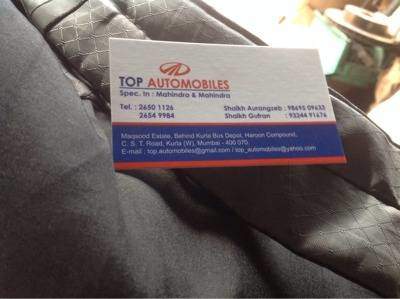 TOP AUTOMOBILES
Spec. In : Mahindra & Mahindra
Tel. : 2650 1126 Shaikh Aurangzeb : 98695 09633
2654 9984 Shaikh Gufran : 93244 91676
Maqsood Estate, Behind Kurla Bus Depot, Haroon Compound,
C. S. T. Road, Kurla (W), Mumbai - 400 070.
E-mail : top.automobiles@gmail.com / top_automobiles@yahoo.com